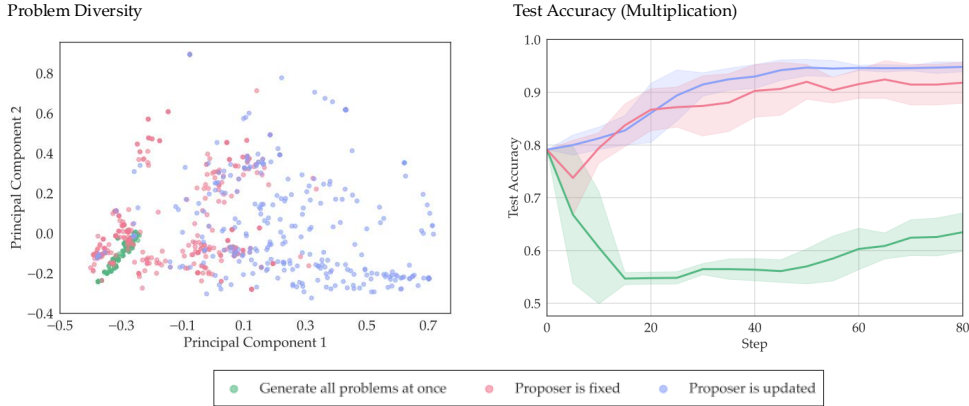 Problem Diversity
Test Accuracy (Multiplication)
0.8
0.6
0.4
0.2
0.0
−0.2
−0.4
Principal Component 2
−0.5
−0.3
−0.1
0.1
0.3
0.5
0.7
Principal Component 1
1.0
0.9
0.8
0.7
0.6
0.5
Test Accuracy
0
20
40
60
80
Step
Generate all problems at once
Proposer is fixed
Proposer is updated